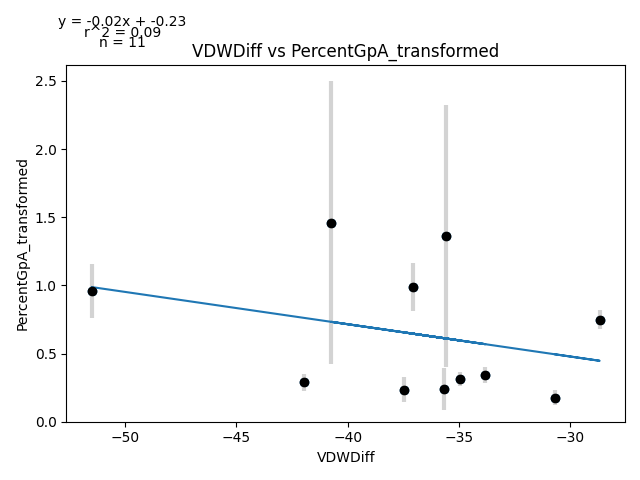 y = -0.02x + -0.23
r^2 = 0.09
n = 11
VDWDiff vs PercentGpA_transformed
PercentGpA_transformed
2.5
2.0
1.5
1.0
0.5
0.0
−50
−45
−40
−35
−30
VDWDiff